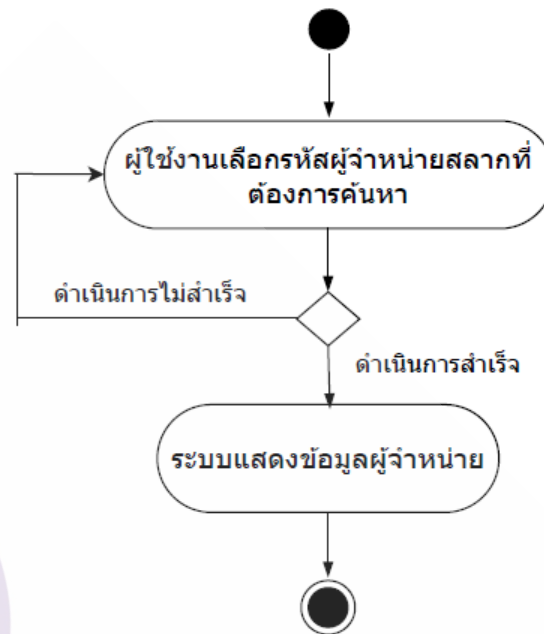 ผู้ใช้งานเลือกรหัสผู้จำหน่ายสลากที่
ต้องการค้นหา
ดำเนินการไม่สำเร็จ
ดำเนินการสำเร็จ
ระบบแสดงข้อมูลผู้จำหน่าย